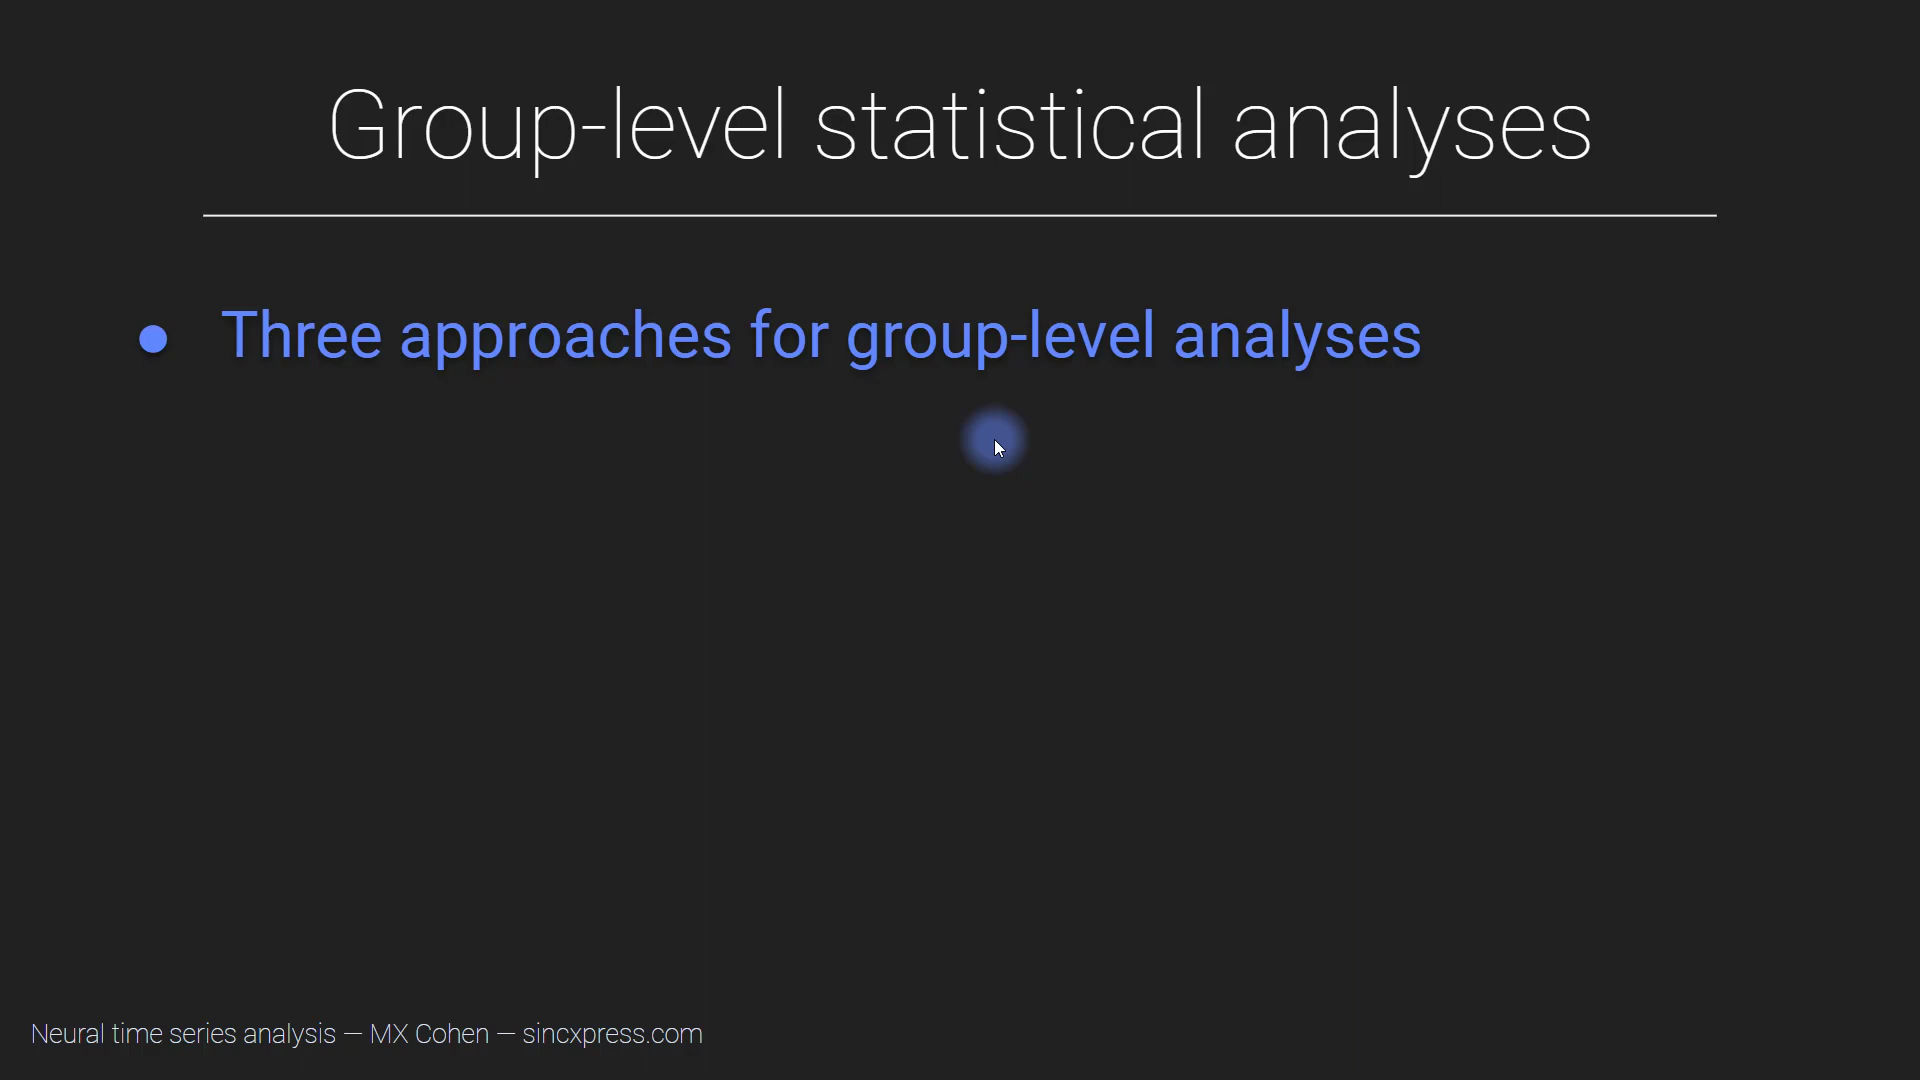 Group-level statistical analyses
● Three approaches for group-level analyses
Neural time series analysis — MX Cohen — sincxpress.com